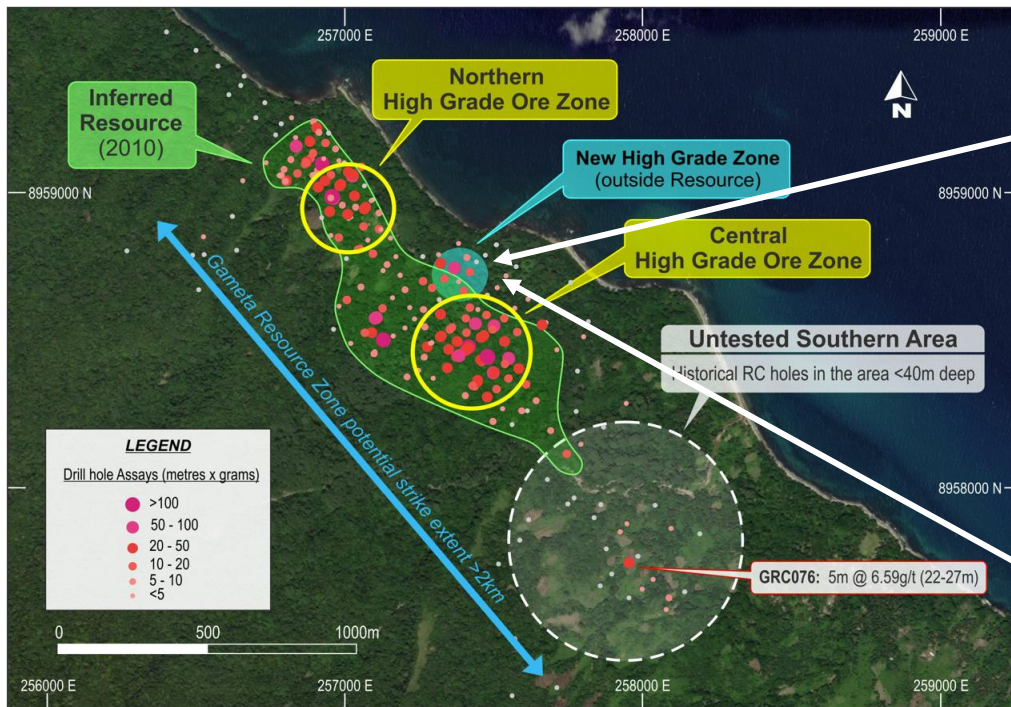 257000 E
258000 E
259000 E
Northern
High Grade Ore Zone
Inferred
Resource
(2010)
N
New High Grade Zone
(outside Resource)
8959000 N
8959000 N
Central
High Grade Ore Zone
Gameta Resource Zone potential strike extent >2km
Untested Southern Area
Historical RC holes in the area <40m deep
LEGEND
Drill hole Assays (metres x grams)
>100
50 - 100
20 - 50
10 - 20
5 - 10
<5
8958000 N
GRC076: 5m @ 6.59g/t (22-27m)
0 500 1000m
256000 E
257000 E
258000 E
259000 E